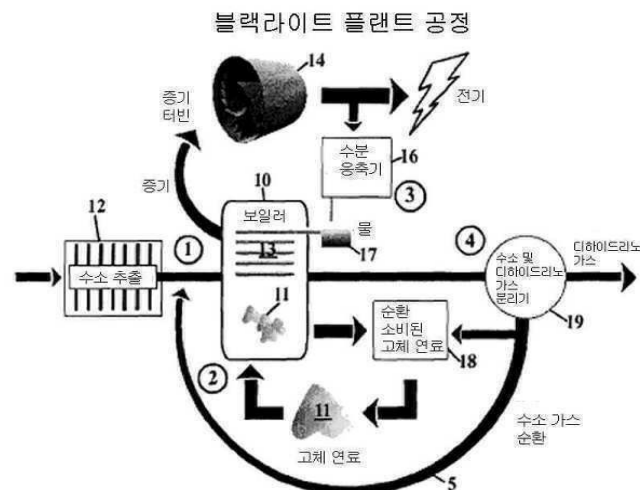 블랙라이트 플랜트 공정
14
증기
터빈
전기
수분
응축기
16
③
증기
10
보일러
물
17
12
①
13
④
수소 추출
수소 및
디하이드리노
가스
분리기
디하이드리노
가스
19
11
순환
소비된
고체 연료
18
②
11
고체 연료
수소 가스
순환
5